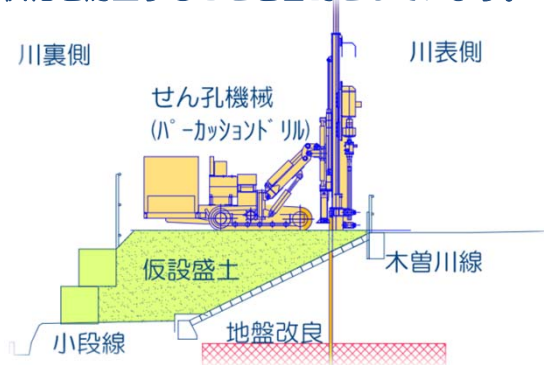 川裏側
川表側
せん孔機械
(ﾊﾟｰｶｯｼｮﾝﾄﾞﾘﾙ)
仮設盛土
木曽川線
小段線
地盤改良